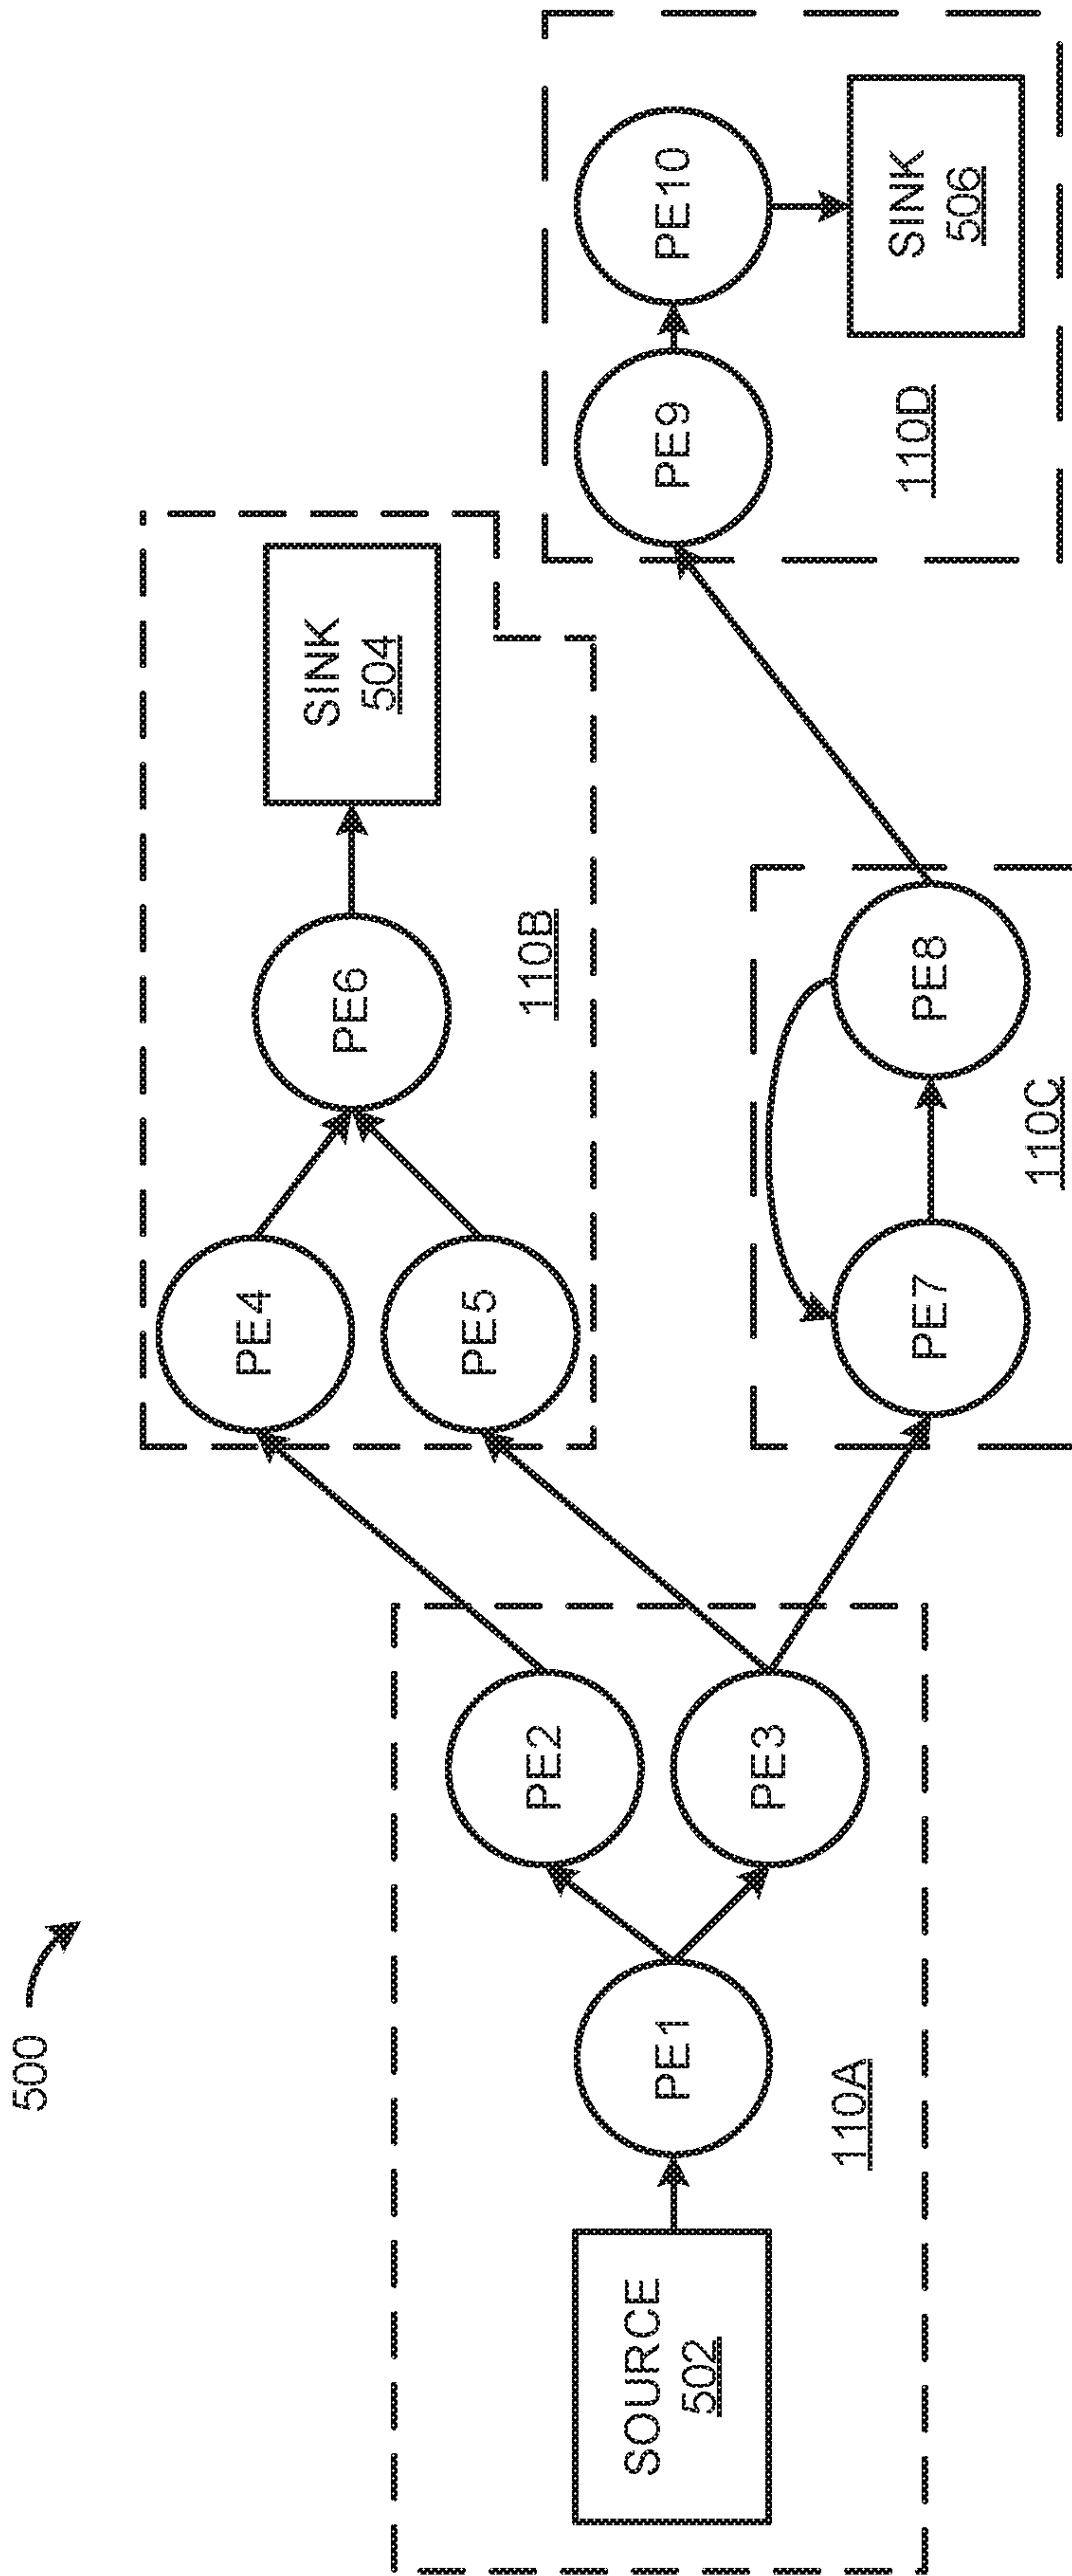 500
SOURCE
502
PE1
110A
PE2
PE3
PE4
PE5
PE6
SINK
504
110B
PE7
PE8
110C
PE9
PE10
SINK
506
110D